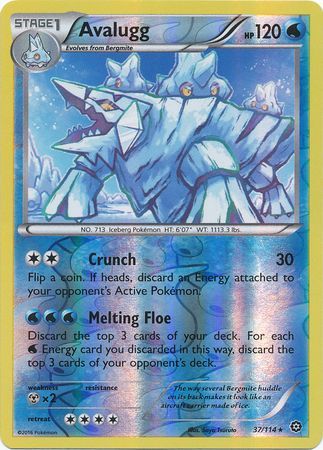 STAGE1
Avalugg
HP120
Evolves from Bergmite
NO. 713 Iceberg Pokémon HT: 6'07" WT: 1113.3 lbs.
Crunch 30
Flip a coin. If heads, discard an Energy attached to
your opponent's Active Pokémon.
Melting Floe
Discard the top 3 cards of your deck. For each
Energy card you discarded in this way, discard the
top 3 cards of your opponent's deck.
weakness resistance
×2
retreat
The way several Bergmite huddle
on its back makes it look like an
aircraft carrier made of ice.
Illus. Sayo Tsuruto
©2016 Pokémon
37/114 ★